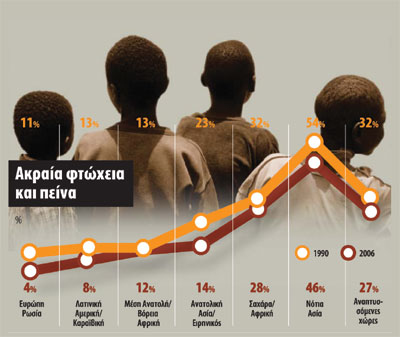 11% 13% 13% 23% 32% 54% 32%
Ακραία φτώχεια
και πείνα
%
1990 2006
4% 8% 12% 14% 28% 46% 27%
Ευρώπη
Ρωσία
Λατινική
Αμερική/
Καραϊβική
Μέση Ανατολή/
Βόρεια
Αφρική
Ανατολική
Ασία/
Ειρηνικός
Σαχάρα/
Αφρική
Νότια
Ασία
Αναπτυσ-
σόμενες
χώρες